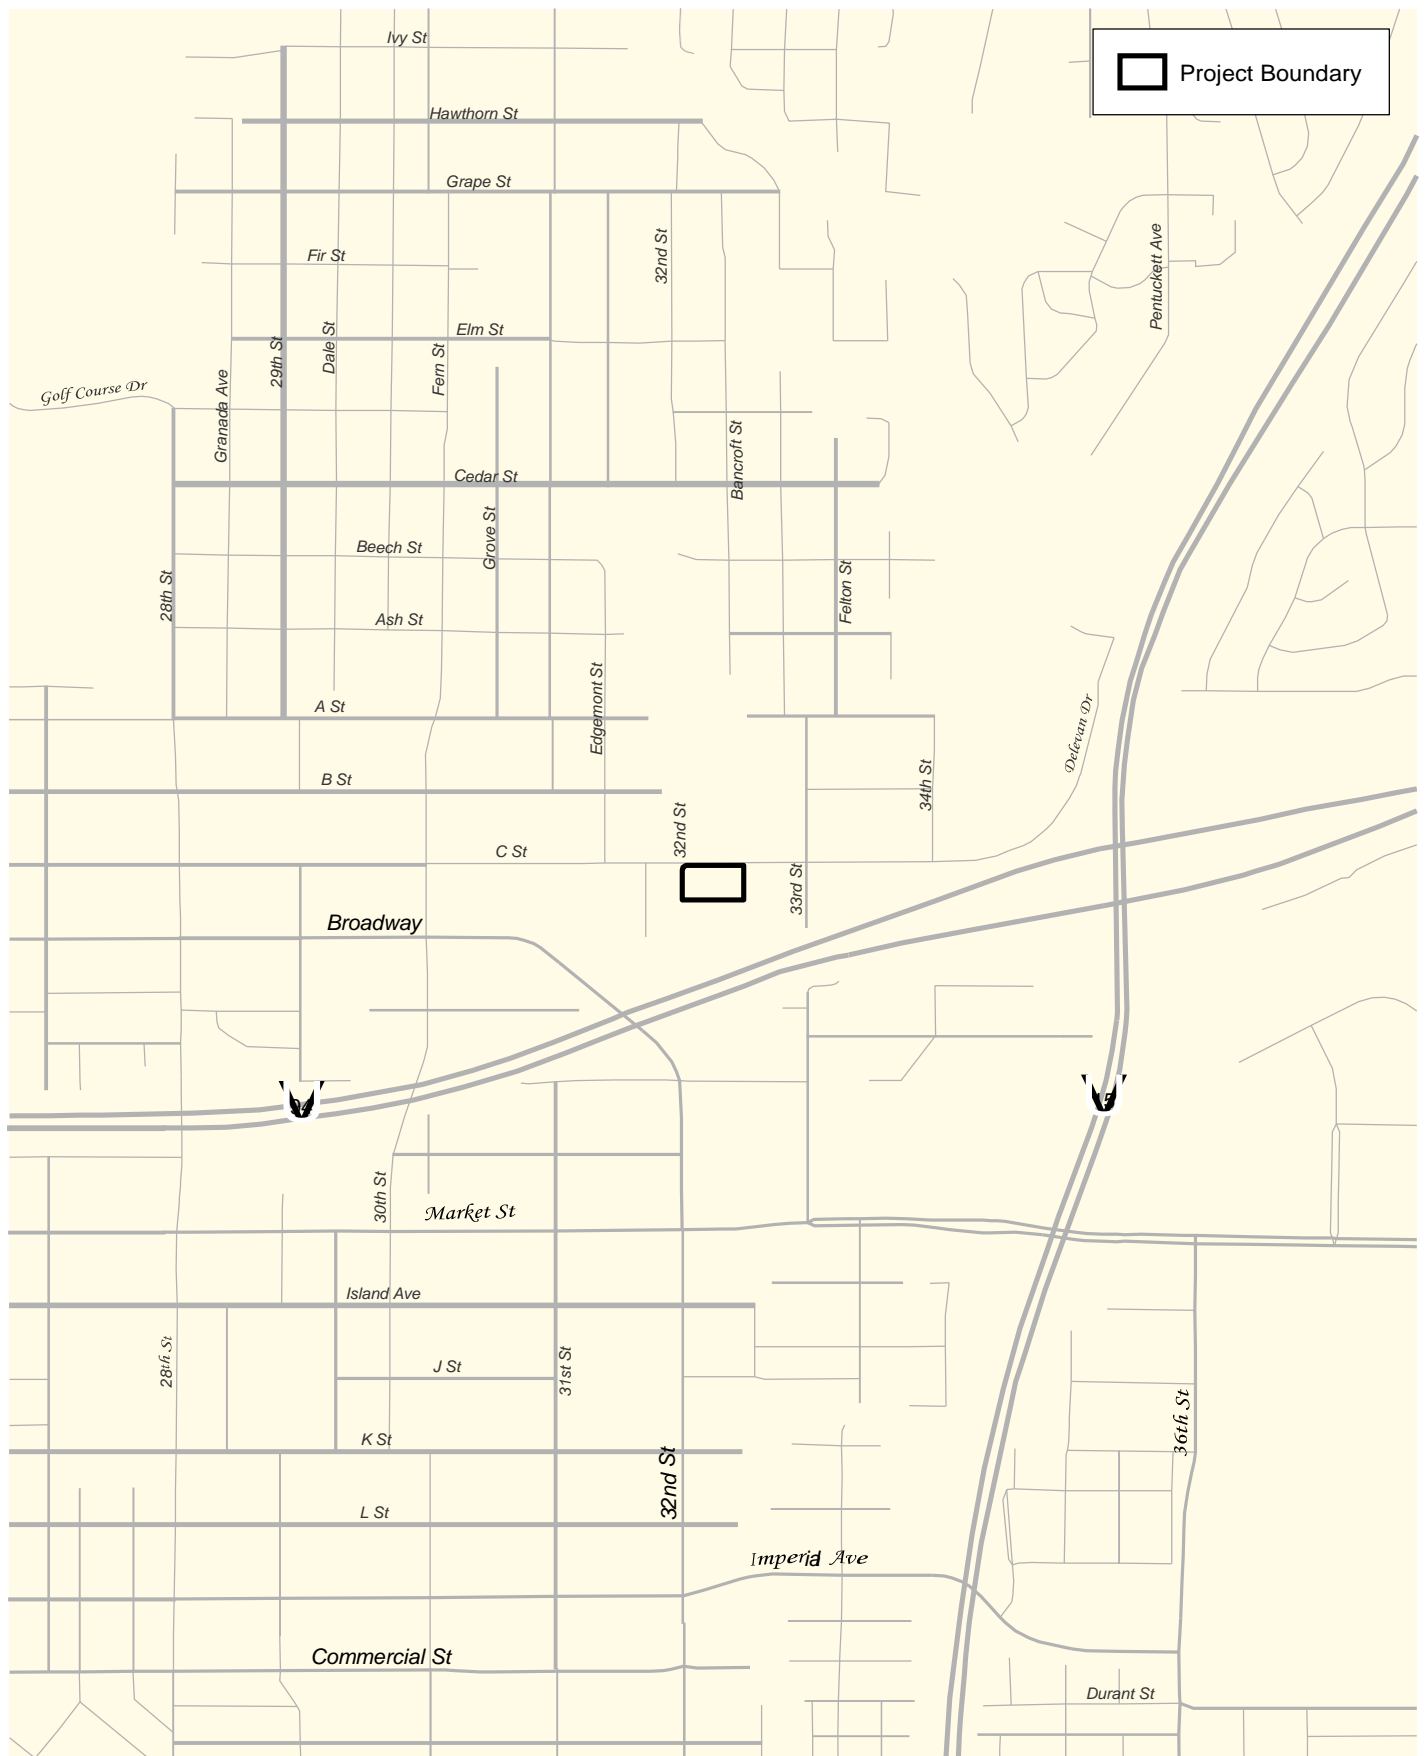 Ivy St
Project Boundary
Hawthorn St
Grape St
Fir St
32nd St
Pentuckett Ave
Elm St
29th St
Dale St
Fern St
Golf Course Dr
Granada Ave
Bancroft St
Cedar St
Grove St
Beech St
28th St
Felton St
Ash St
Edgemont St
A St
Delevan Dr
B St
34th St
32nd St
C St
33rd St
Broadway
94
15
30th St
Market St
Island Ave
28th St
J St
31st St
36th St
K St
32nd St
L St
Imperial Ave
Commercial St
Durant St